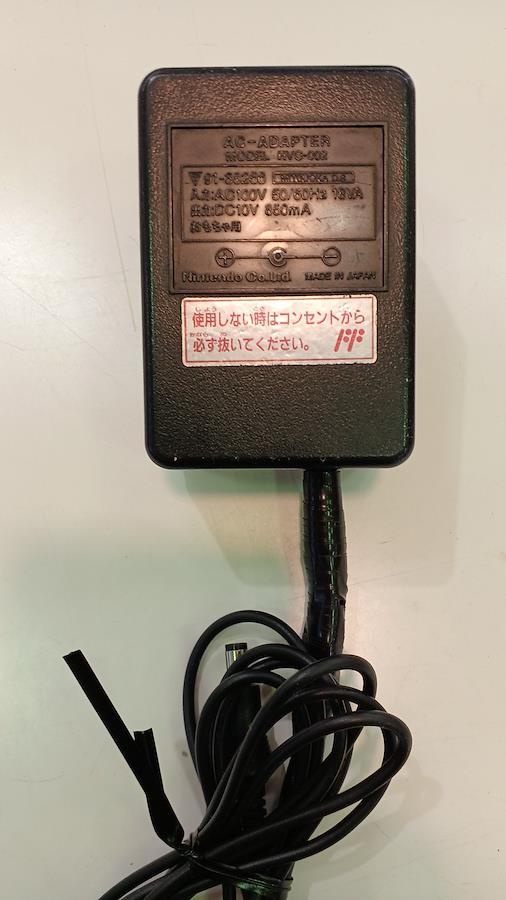 AC-ADAPTER
MODEL HVC-002
▽91-
入力:AC100V 50/60Hz 18VA
出力:DC10V 850mA
おもちゃ用
Nintendo Co.,Ltd. MADE IN JAPAN
使用しない時はコンセントから
必ず抜いてください。